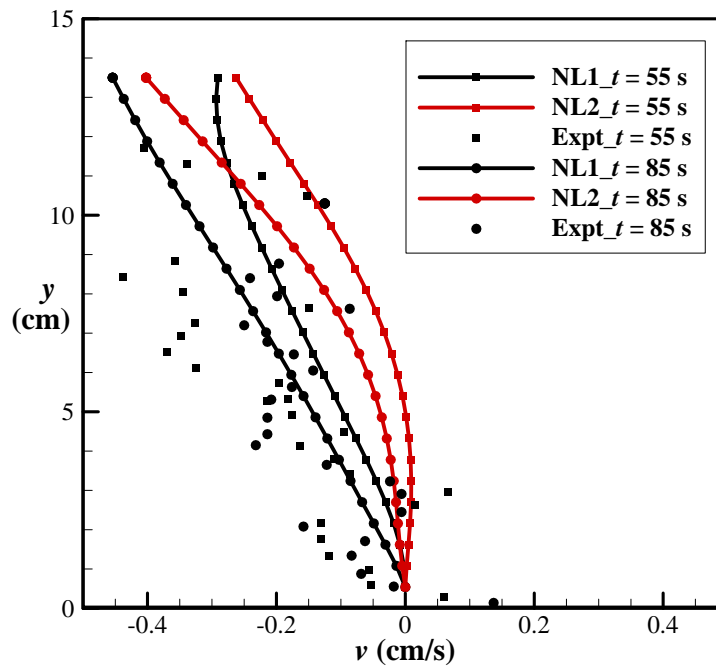 15
10
5
0
y
(cm)
-0.4
-0.2
0
0.2
0.4
v (cm/s)
NL1_t = 55 s
NL2_t = 55 s
Expt_t = 55 s
NL1_t = 85 s
NL2_t = 85 s
Expt_t = 85 s